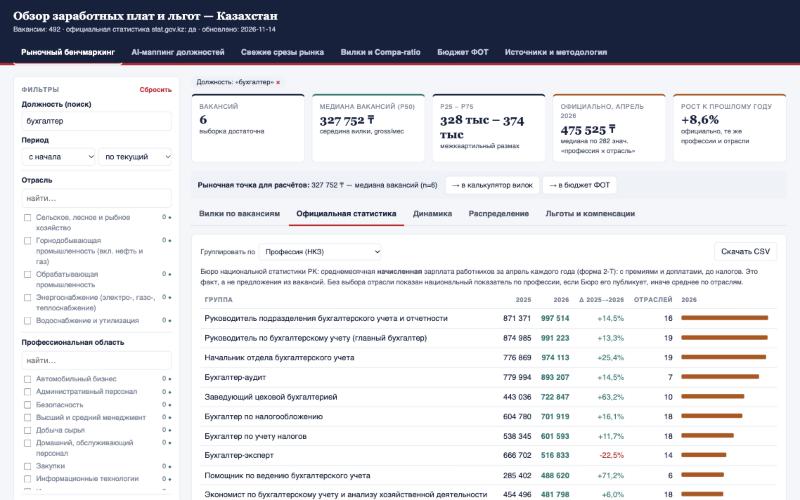 Обзор заработных плат и льгот — Казахстан
Вакансии: 492 · официальная статистика stat.gov.kz: да · обновлено: 2026-11-14
Рыночный бенчмаркинг AI-маппинг должностей Свежие срезы рынка Вилки и Compa-ratio Бюджет ФОТ Источники и методология
ФИЛЬТРЫ Сбросить
Должность (поиск)
бухгалтер
Период
с начала по текущий
Отрасль
найти...
Сельское, лесное и рыбное хозяйство 0
Горнодобывающая промышленность (вкл. нефть и газ) 0
Обрабатывающая промышленность 0
Энергоснабжение (электро-, газо-, теплоснабжение) 0
Водоснабжение и утилизация 0
Профессиональная область
найти...
Автомобильный бизнес 0
Административный персонал 0
Безопасность 0
Высший и средний менеджмент 0
Добыча сырья 0
Домашний, обслуживающий персонал 0
Закупки 0
Информационные технологии 0
Должность: «бухгалтер» ×
ВАКАНСИЙ
6
выборка достаточна
МЕДИАНА ВАКАНСИЙ (P50)
327 752 ₸
середина вилки, gross/мес
P25 – P75
328 тыс – 374 тыс
межквартильный размах
ОФИЦИАЛЬНО, АПРЕЛЬ 2026
475 525 ₸
медиана по 282 знач. «профессия × отрасль»
РОСТ К ПРОШЛОМУ ГОДУ
+8,6%
официально, те же профессии и отрасли
Рыночная точка для расчётов: 327 752 ₸ — медиана вакансий (n=6) → в калькулятор вилок → в бюджет ФОТ
Вилки по вакансиям Официальная статистика Динамика Распределение Льготы и компенсации
Группировать по Профессия (НКЗ) Скачать CSV
Бюро национальной статистики РК: среднемесячная начисленная зарплата работников за апрель каждого года (форма 2-Т): с премиями и доплатами, до налогов. Это
факт, а не предложения из вакансий. Без выбора отрасли показан национальный показатель по профессии, если Бюро его публикует, иначе среднее по отраслям.
ГРУППА 2025 2026 Δ 2025→2026 ОТРАСЛЕЙ 2026
Руководитель подразделения бухгалтерского учета и отчетности 871 371 997 514 +14,5% 16
Руководитель по бухгалтерскому учету (главный бухгалтер) 874 985 991 223 +13,3% 19
Начальник отдела бухгалтерского учета 776 869 974 113 +25,4% 19
Бухгалтер-аудит 779 994 893 207 +14,5% 7
Заведующий цеховой бухгалтерией 443 036 722 847 +63,2% 10
Бухгалтер по налогообложению 604 780 701 919 +16,1% 18
Бухгалтер по учету налогов 538 345 601 593 +11,7% 18
Бухгалтер-эксперт 666 702 516 833 -22,5% 14
Помощник по ведению бухгалтерского учета 285 402 488 620 +71,2% 6
Экономист по бухгалтерскому учету и анализу хозяйственной деятельности 454 496 481 798 +6,0% 18